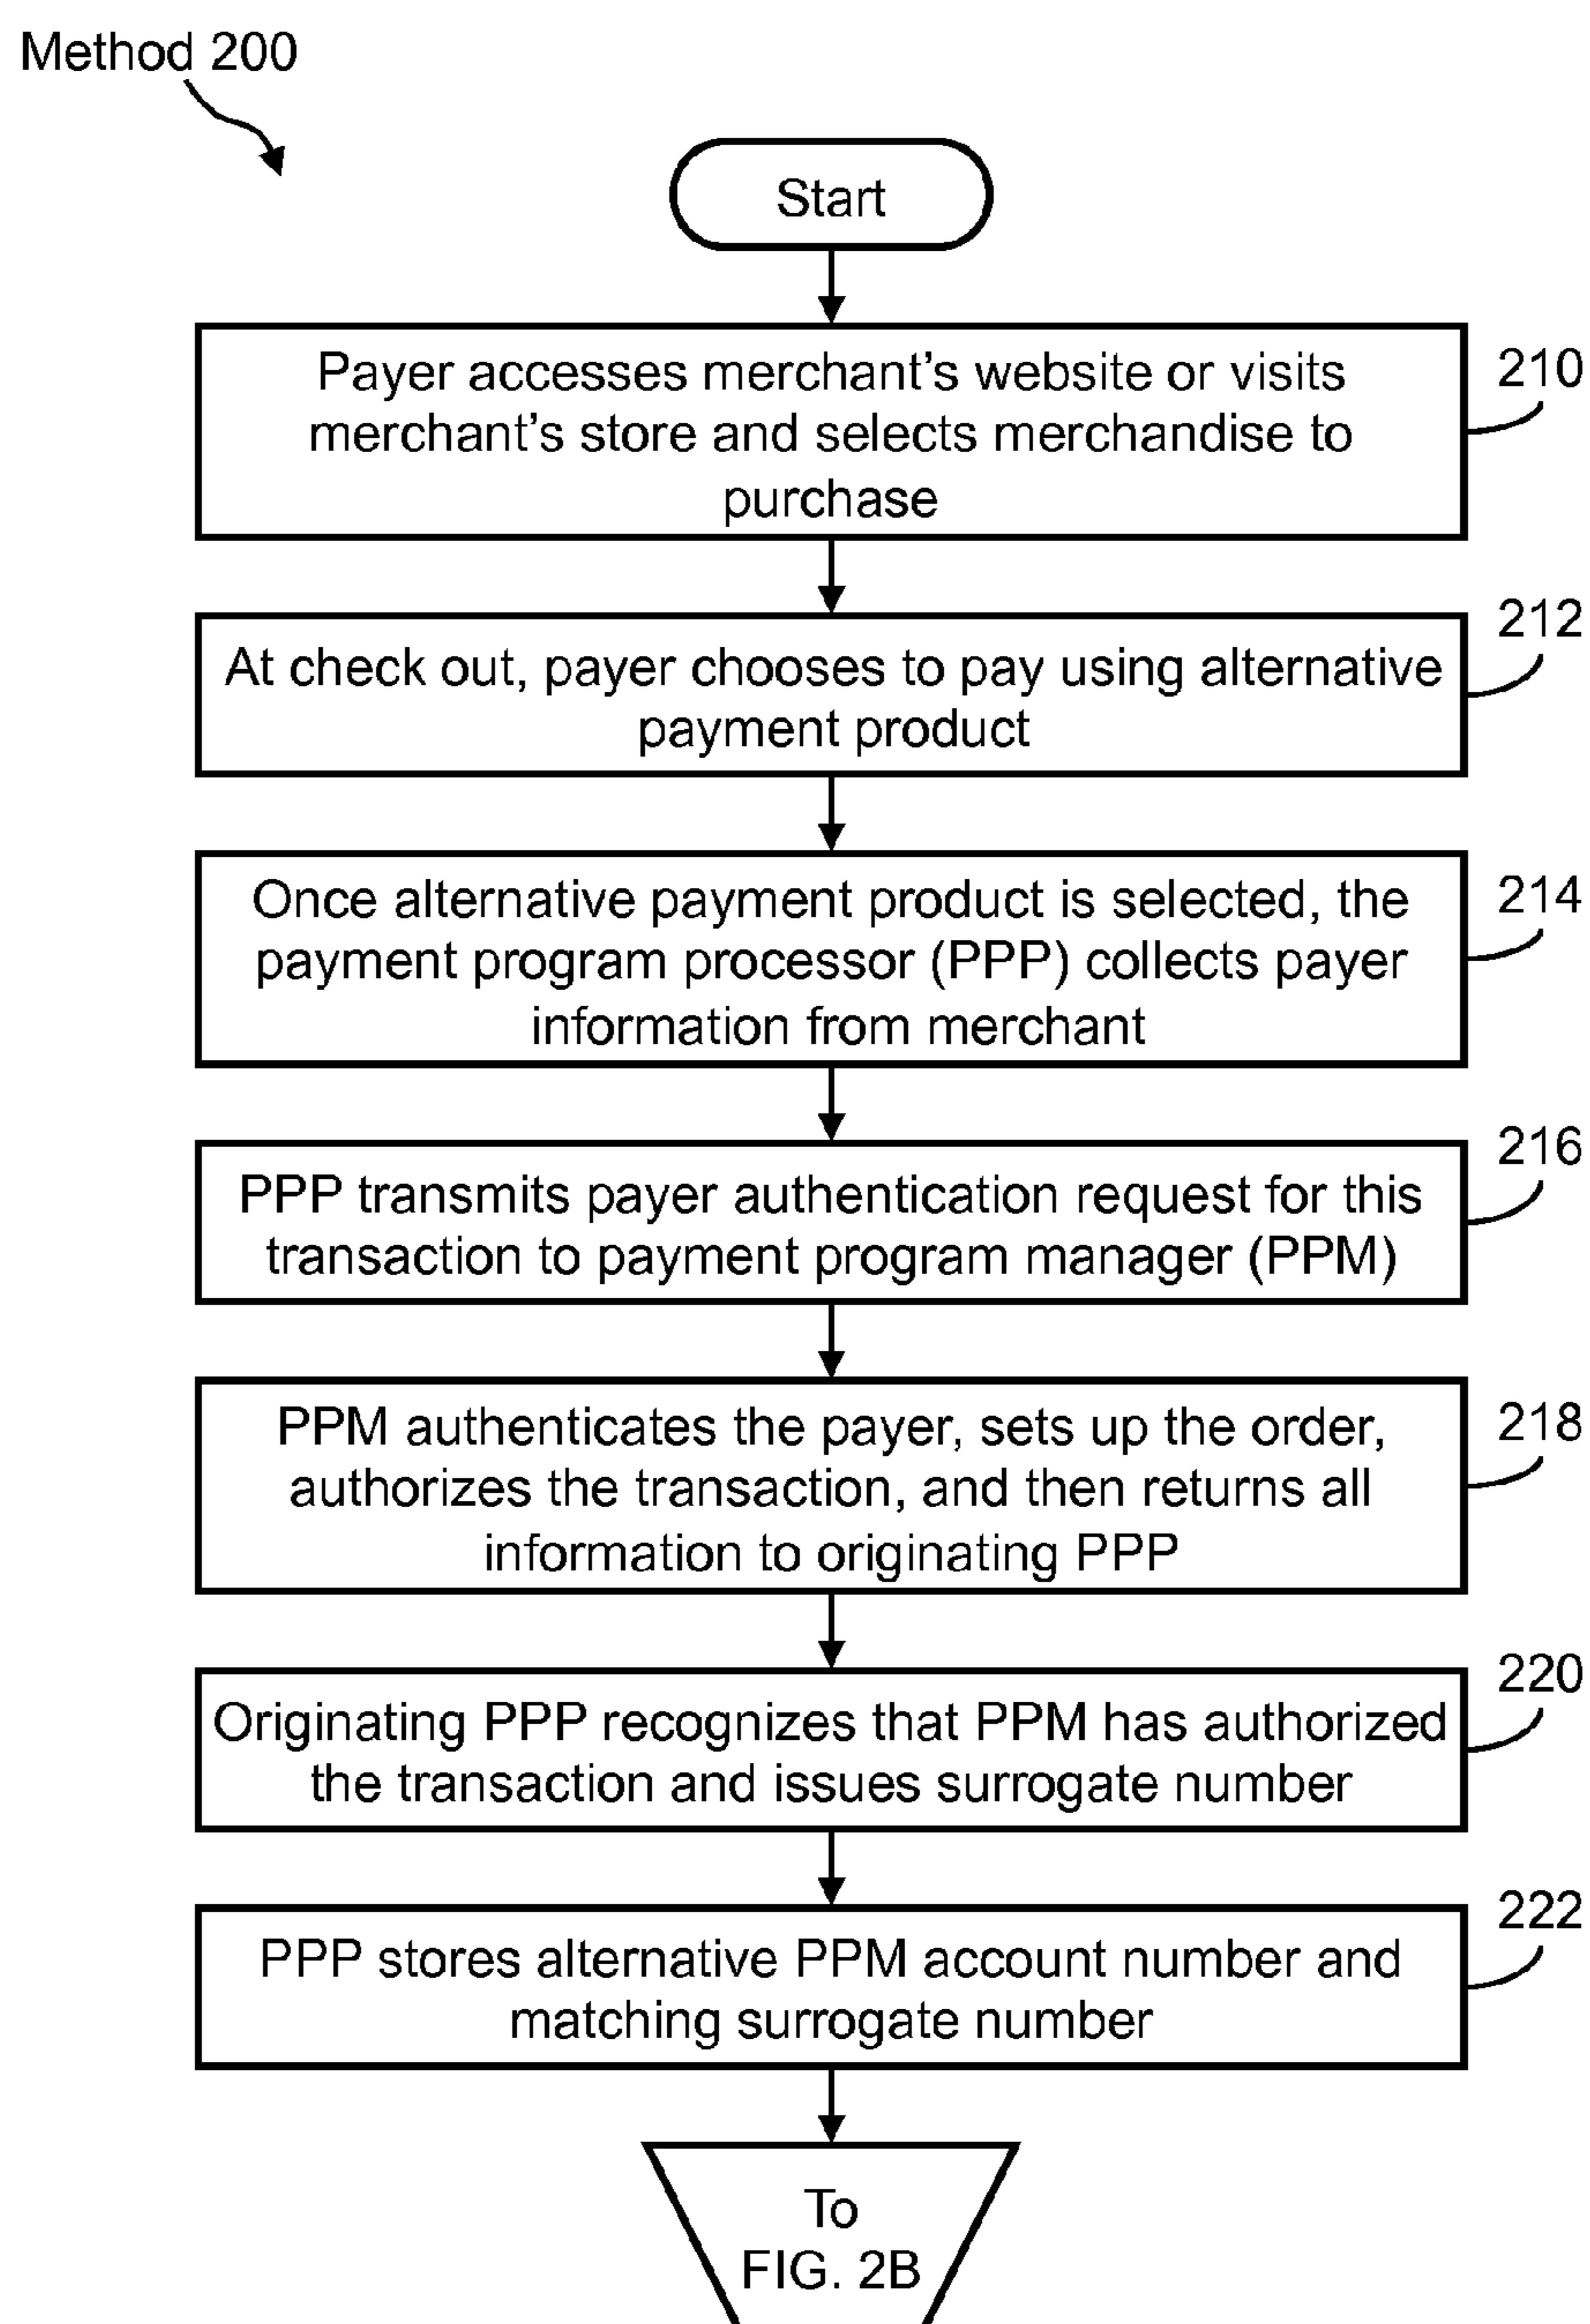 Method 200
Start
Payer accesses merchant's website or visits
merchant's store and selects merchandise to
purchase
210
At check out, payer chooses to pay using alternative
payment product
212
Once alternative payment product is selected, the
payment program processor (PPP) collects payer
information from merchant
214
PPP transmits payer authentication request for this
transaction to payment program manager (PPM)
216
PPM authenticates the payer, sets up the order,
authorizes the transaction, and then returns all
information to originating PPP
218
Originating PPP recognizes that PPM has authorized
the transaction and issues surrogate number
220
PPP stores alternative PPM account number and
matching surrogate number
222
To
FIG. 2B